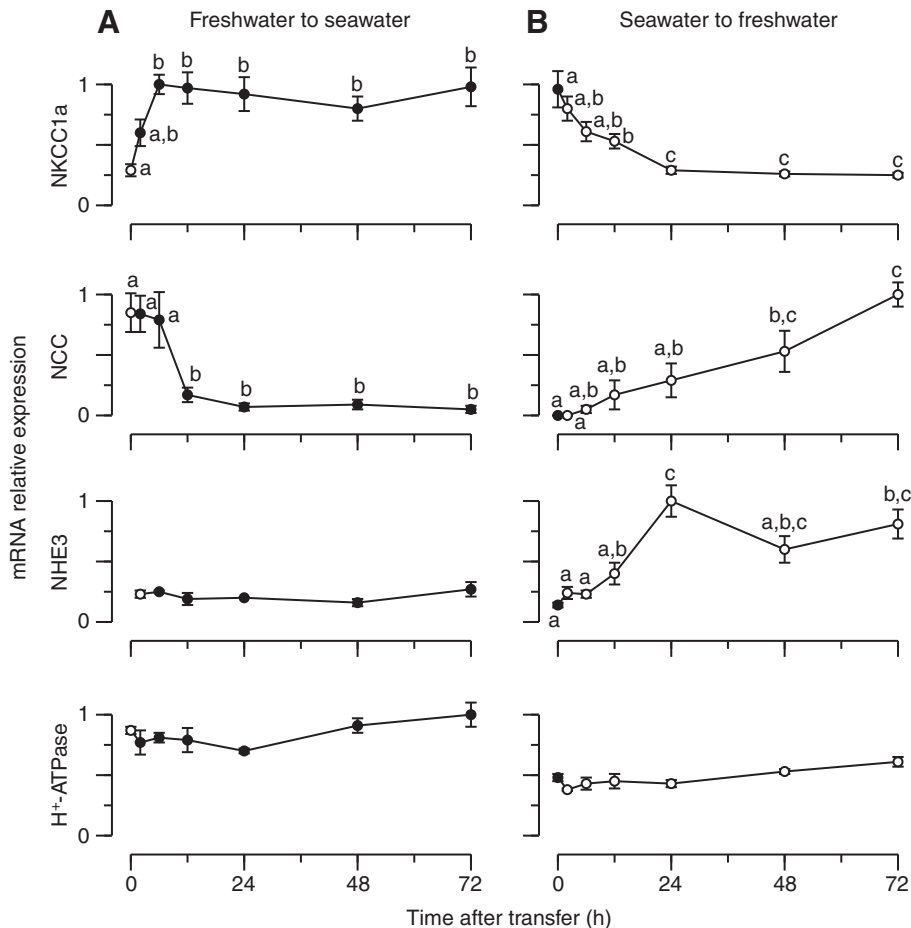 A Freshwater to seawater
B Seawater to freshwater
mRNA relative expression
NKCC1a
1
0
a
a,b
b
b
b
b
b
a
a,b
a,b
b
c
c
c
NCC
1
0
a
a
a
b
b
b
b
a
a
a,b
a,b
a,b
b,c
c
NHE3
1
0
a
a
a
a,b
c
a,b,c
b,c
H+-ATPase
1
0
0 24 48 72
0 24 48 72
Time after transfer (h)